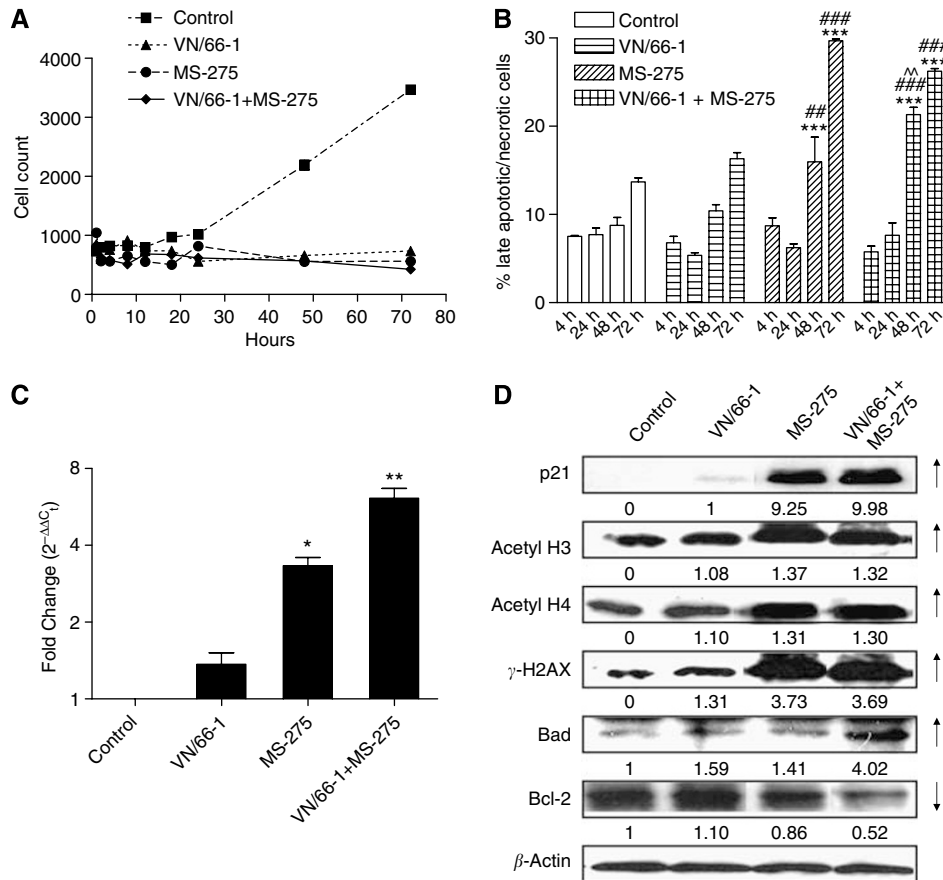 A
Control
VN/66-1
MS-275
VN/66-1+MS-275
4000
3000
2000
1000
0
Cell count
0 10 20 30 40 50 60 70 80
Hours
B
Control
VN/66-1
MS-275
VN/66-1 + MS-275
30
20
10
0
% late apoptotic/necrotic cells
##
***
###
***
^^
###
***
###
***
4 h 24 h 48 h 72 h 4 h 24 h 48 h 72 h 4 h 24 h 48 h 72 h 4 h 24 h 48 h 72 h
C
8
4
2
1
Fold Change (2−ΔΔCt)
*
**
Control
VN/66-1
MS-275
VN/66-1+MS-275
D
Control
VN/66-1
MS-275
VN/66-1+
MS-275
p21
0 1 9.25 9.98
Acetyl H3
0 1.08 1.37 1.32
Acetyl H4
0 1.10 1.31 1.30
γ-H2AX
0 1.31 3.73 3.69
Bad
1 1.59 1.41 4.02
Bcl-2
1 1.10 0.86 0.52
β-Actin